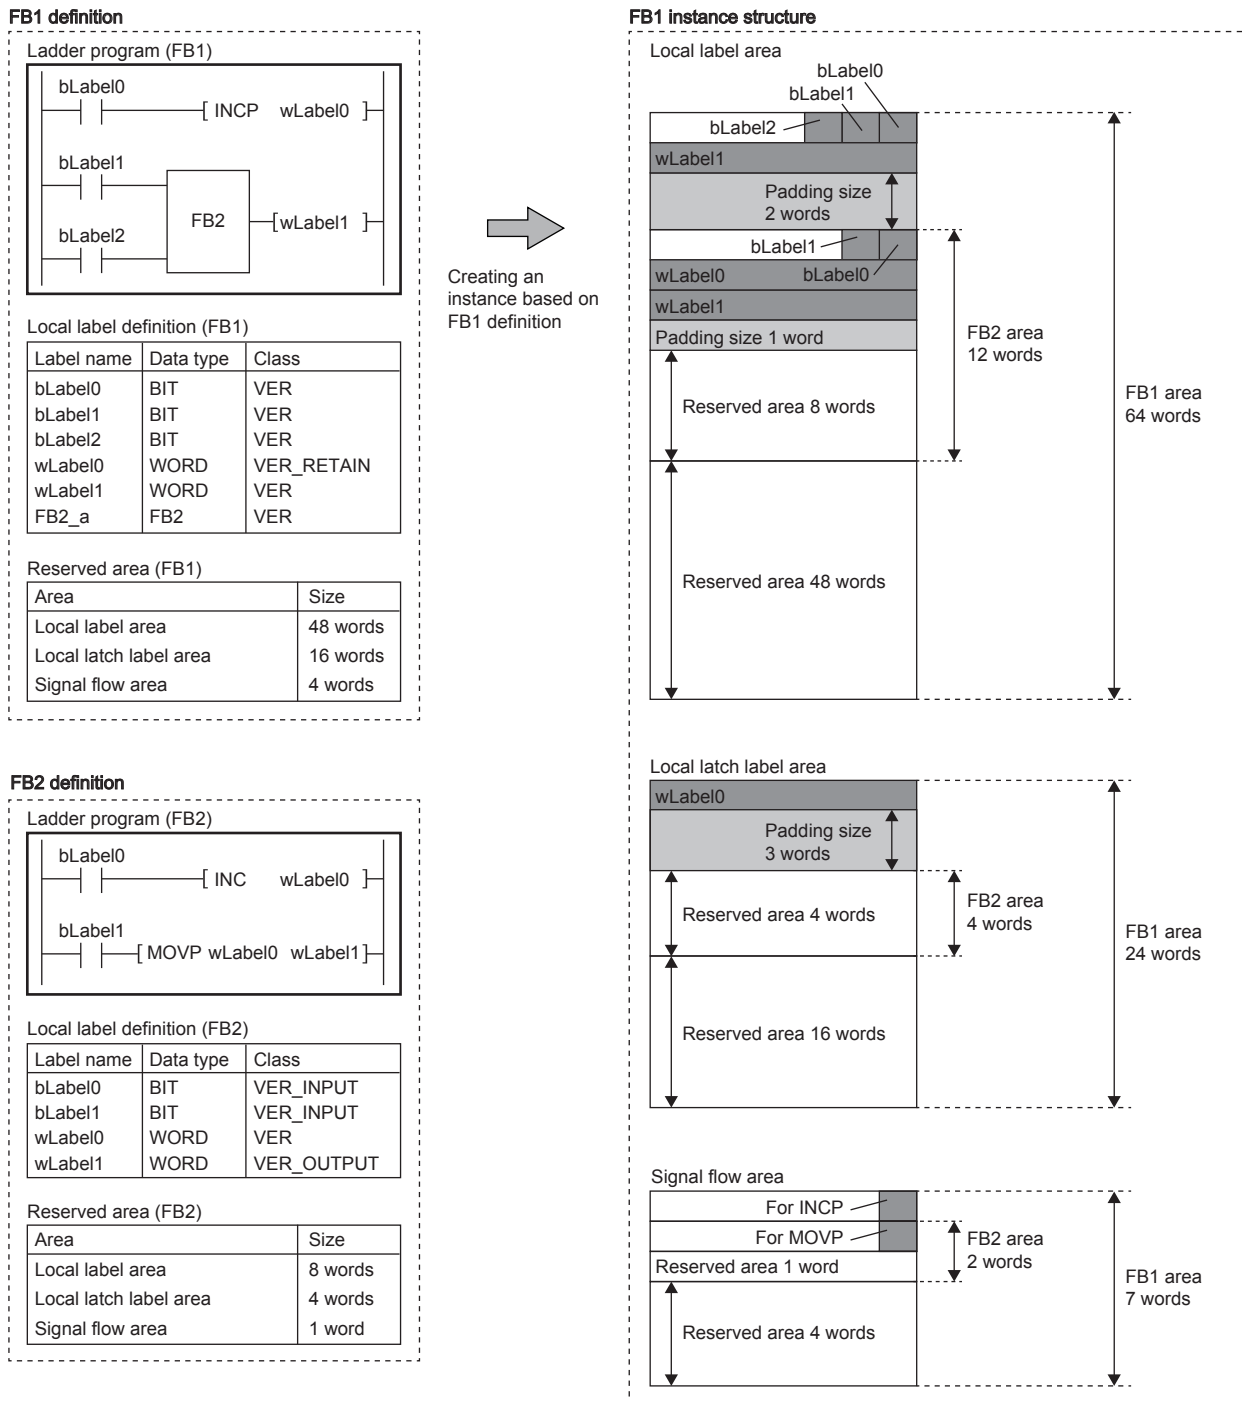 FB1 definition
Ladder program (FB1)
bLabel0
[ INCP wLabel0 ]
bLabel1
FB2
[wLabel1 ]
bLabel2
Local label definition (FB1)
Label name Data type Class
bLabel0 BIT VER
bLabel1 BIT VER
bLabel2 BIT VER
wLabel0 WORD VER_RETAIN
wLabel1 WORD VER
FB2_a FB2 VER
Reserved area (FB1)
Area Size
Local label area 48 words
Local latch label area 16 words
Signal flow area 4 words
FB2 definition
Ladder program (FB2)
bLabel0
[ INC wLabel0 ]
bLabel1
[ MOVP wLabel0 wLabel1]
Local label definition (FB2)
Label name Data type Class
bLabel0 BIT VER_INPUT
bLabel1 BIT VER_INPUT
wLabel0 WORD VER
wLabel1 WORD VER_OUTPUT
Reserved area (FB2)
Area Size
Local label area 8 words
Local latch label area 4 words
Signal flow area 1 word
Creating an
instance based on
FB1 definition
FB1 instance structure
Local label area
bLabel0
bLabel1
bLabel2
wLabel1
Padding size
2 words
bLabel1
wLabel0 bLabel0
wLabel1
Padding size 1 word
Reserved area 8 words
FB2 area
12 words
Reserved area 48 words
FB1 area
64 words
Local latch label area
wLabel0
Padding size
3 words
Reserved area 4 words
FB2 area
4 words
Reserved area 16 words
FB1 area
24 words
Signal flow area
For INCP
For MOVP
Reserved area 1 word
FB2 area
2 words
Reserved area 4 words
FB1 area
7 words